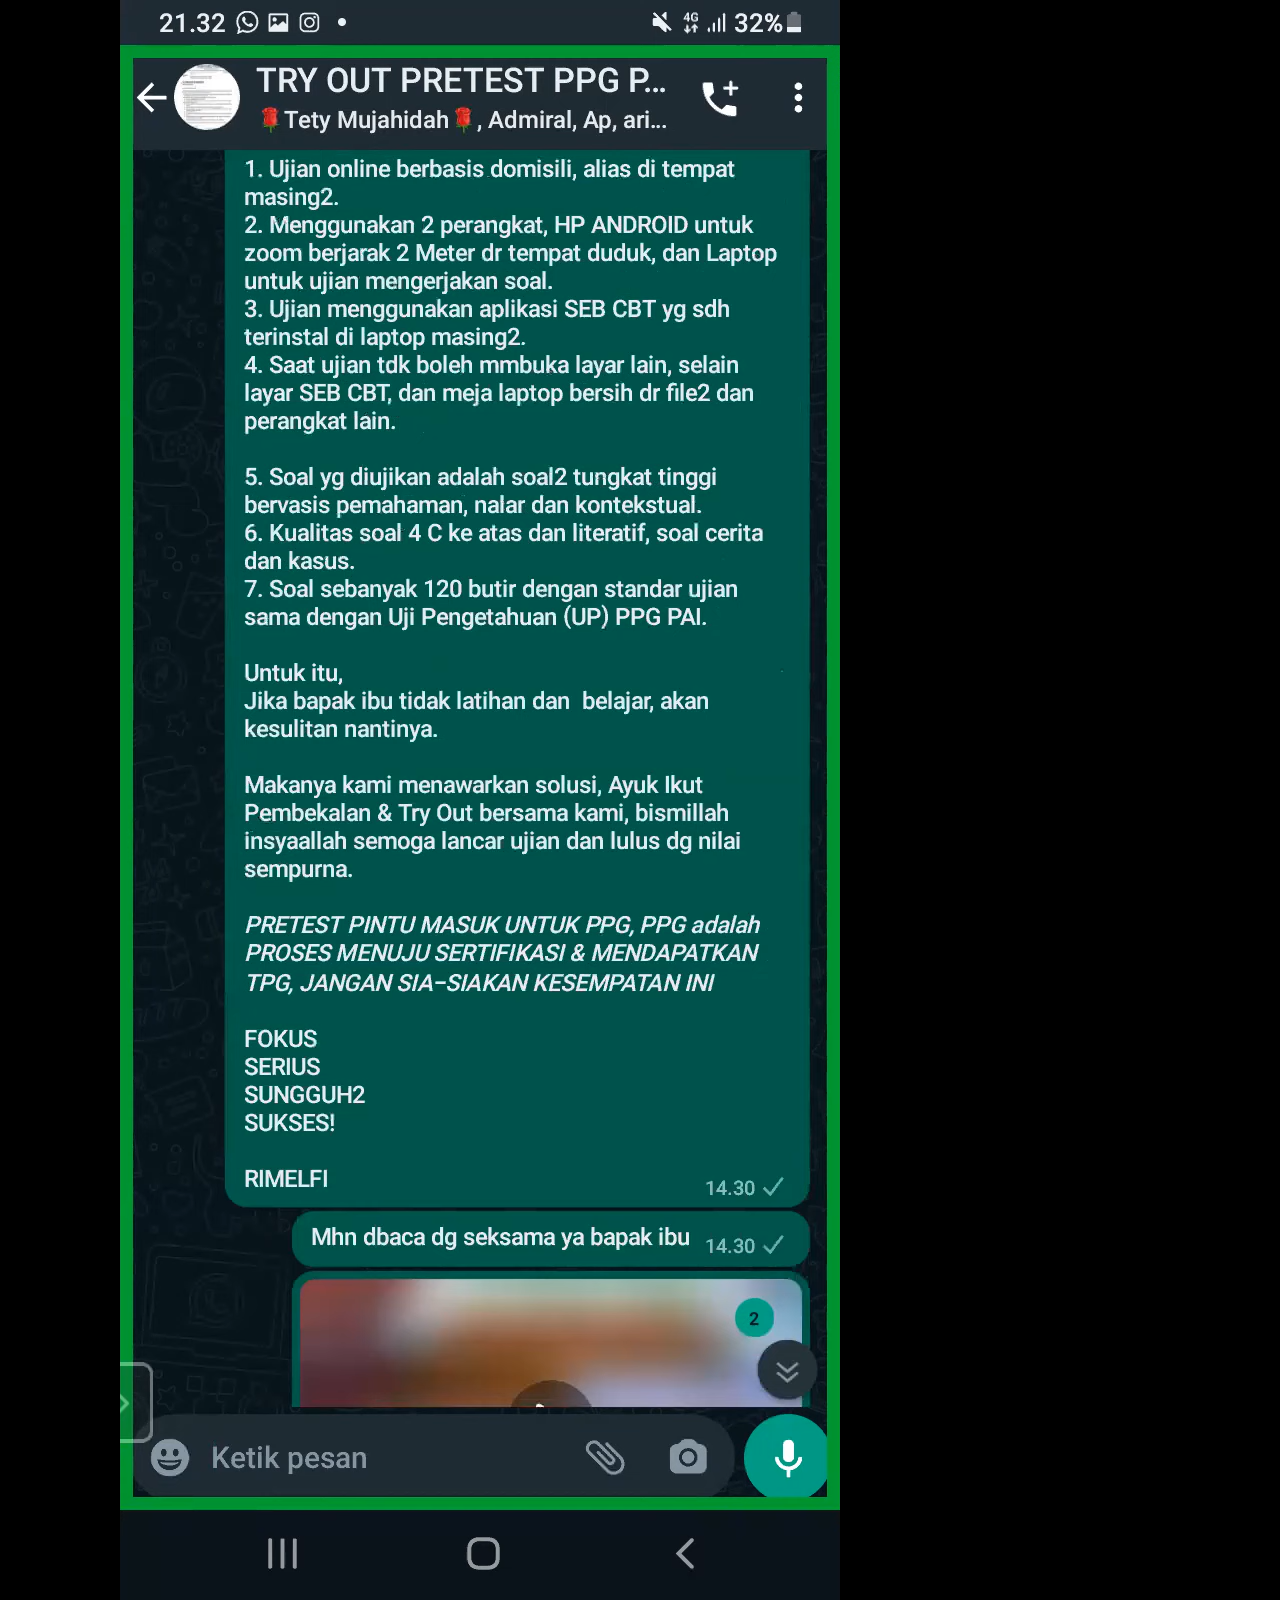 21.32
4G
32%
TRY OUT PRETEST PPG P...
Tety Mujahidah, Admiral, Ap, ari...
1. Ujian online berbasis domisili, alias di tempat
masing2.
2. Menggunakan 2 perangkat, HP ANDROID untuk
zoom berjarak 2 Meter dr tempat duduk, dan Laptop
untuk ujian mengerjakan soal.
3. Ujian menggunakan aplikasi SEB CBT yg sdh
terinstal di laptop masing2.
4. Saat ujian tdk boleh mmbuka layar lain, selain
layar SEB CBT, dan meja laptop bersih dr file2 dan
perangkat lain.
5. Soal yg diujikan adalah soal2 tungkat tinggi
bervasis pemahaman, nalar dan kontekstual.
6. Kualitas soal 4 C ke atas dan literatif, soal cerita
dan kasus.
7. Soal sebanyak 120 butir dengan standar ujian
sama dengan Uji Pengetahuan (UP) PPG PAI.
Untuk itu,
Jika bapak ibu tidak latihan dan  belajar, akan
kesulitan nantinya.
Makanya kami menawarkan solusi, Ayuk Ikut
Pembekalan & Try Out bersama kami, bismillah
insyaallah semoga lancar ujian dan lulus dg nilai
sempurna.
PRETEST PINTU MASUK UNTUK PPG, PPG adalah
PROSES MENUJU SERTIFIKASI & MENDAPATKAN
TPG, JANGAN SIA-SIAKAN KESEMPATAN INI
FOKUS
SERIUS
SUNGGUH2
SUKSES!
RIMELFI
14.30
Mhn dbaca dg seksama ya bapak ibu
14.30
2
Ketik pesan